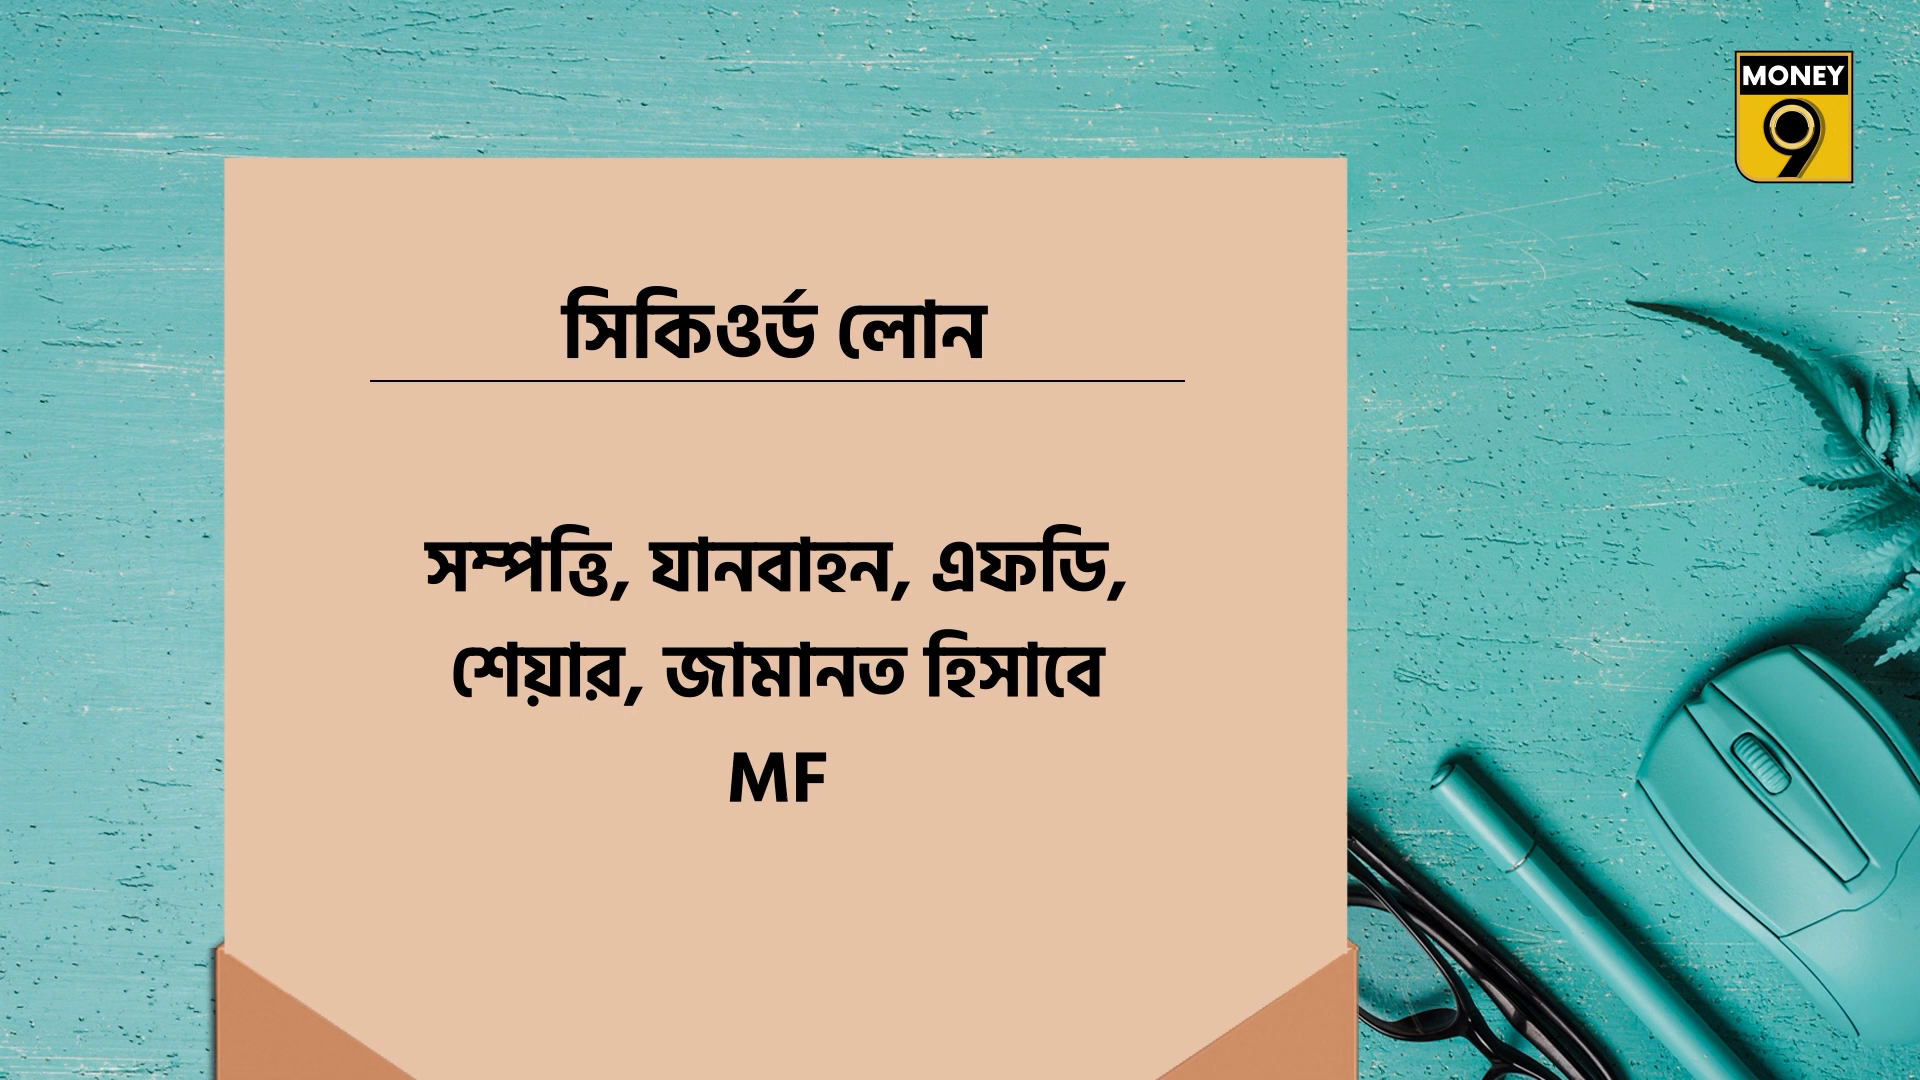 MONEY
9
সিকিওর্ড লোন
সম্পত্তি, যানবাহন, এফডি,
শেয়ার, জামানত হিসাবে
MF